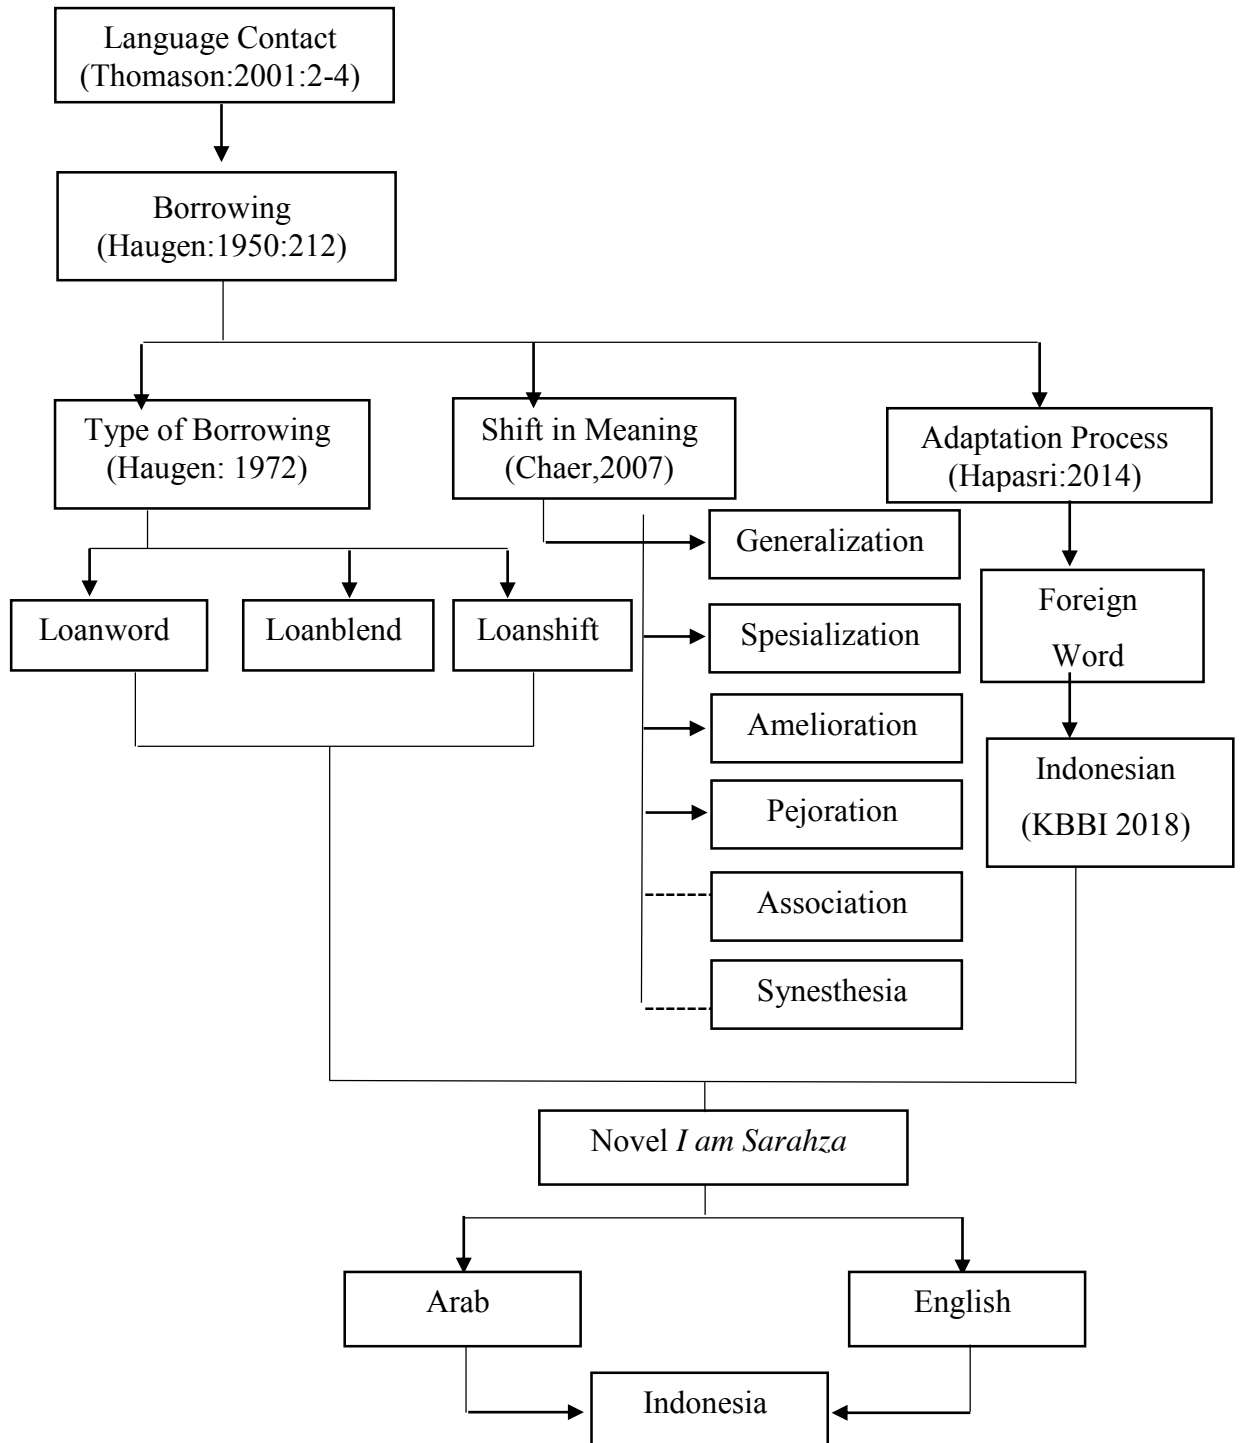 Language Contact
(Thomason:2001:2-4)
Borrowing
(Haugen:1950:212)
Type of Borrowing
(Haugen: 1972)
Shift in Meaning
(Chaer,2007)
Adaptation Process
(Hapasri:2014)
Generalization
Foreign
Word
Loanword
Loanblend
Loanshift
Spesialization
Amelioration
Indonesian
(KBBI 2018)
Pejoration
Association
Synesthesia
Novel I am Sarahza
Arab
English
Indonesia